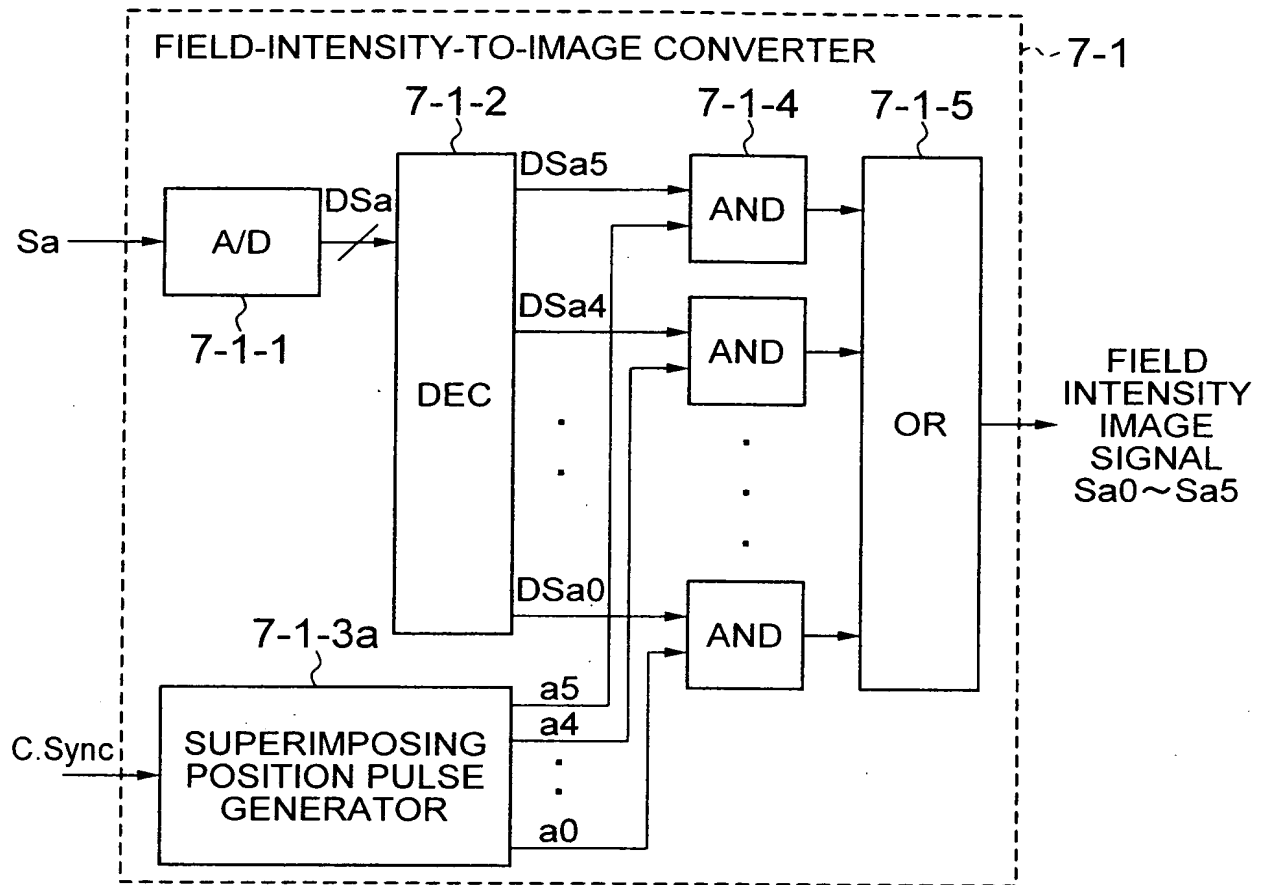 FIELD-INTENSITY-TO-IMAGE CONVERTER
7-1
7-1-2
7-1-4
7-1-5
DSa5
DSa
AND
Sa
A/D
DSa4
7-1-1
AND
DEC
OR
FIELD
INTENSITY
IMAGE
SIGNAL
Sa0~Sa5
DSa0
AND
7-1-3a
a5
a4
C.Sync
SUPERIMPOSING
POSITION PULSE
GENERATOR
a0